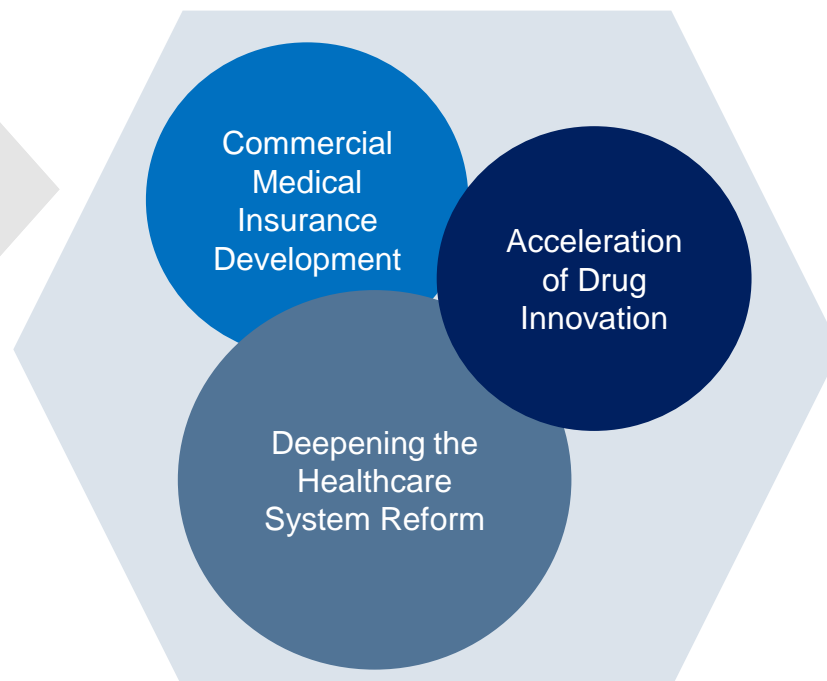 Commercial
Medical
Insurance
Development
Acceleration
of Drug
Innovation
Deepening the
Healthcare
System Reform